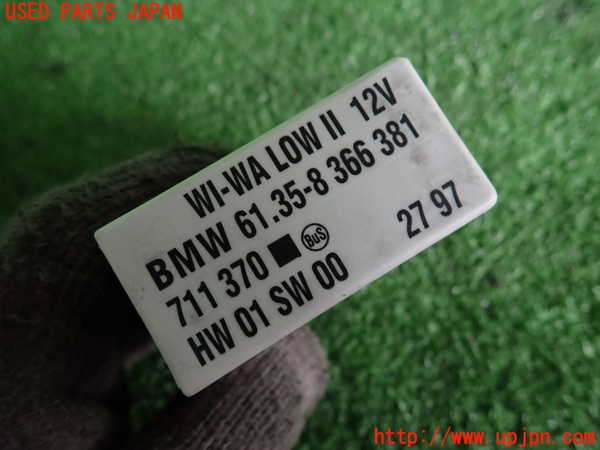 USED PARTS JAPAN
WI-WA LOW II 12V
BMW 61.35-8 366 381
711 370 ■ BuS
HW 01 SW 00 27 97
http://www.upjpn.com/